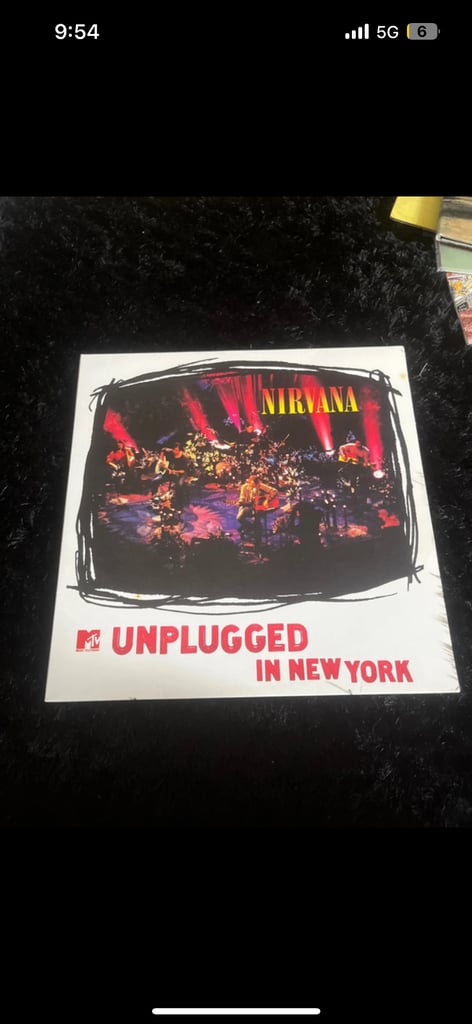 9:54
5G 6
NIRVANA
MTV UNPLUGGED
IN NEW YORK